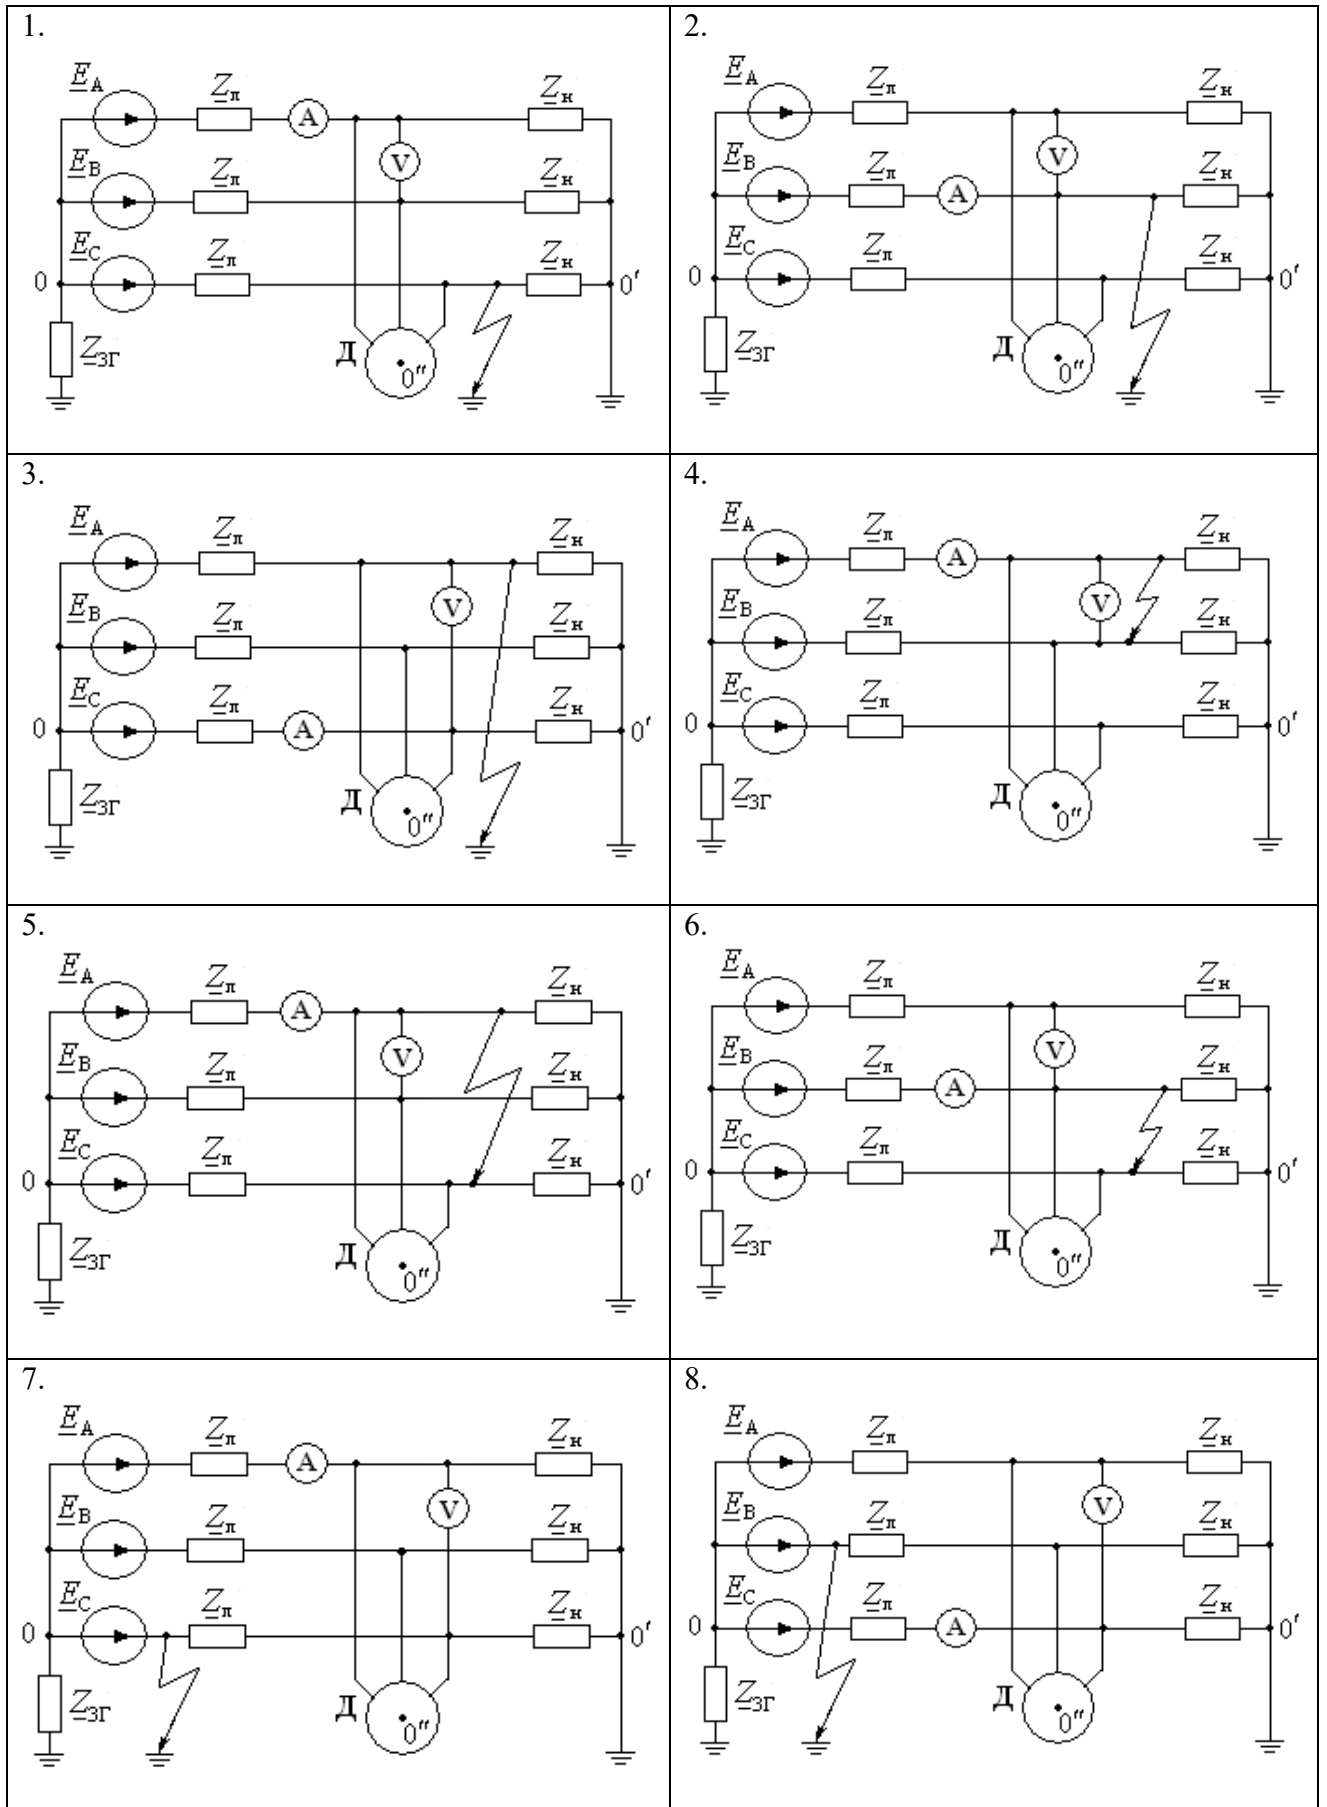 1.
E_A Z_л A Z_н
V
E_B Z_л Z_н
E_C Z_л Z_н
0 0′
Z_ЗГ Д 0″
2.
E_A Z_л Z_н
V
E_B Z_л A Z_н
E_C Z_л Z_н
0 0′
Z_ЗГ Д 0″
3.
E_A Z_л Z_н
V
E_B Z_л Z_н
E_C Z_л A Z_н
0 0′
Z_ЗГ Д 0″
4.
E_A Z_л A Z_н
V
E_B Z_л Z_н
E_C Z_л Z_н
0 0′
Z_ЗГ Д 0″
5.
E_A Z_л A Z_н
V
E_B Z_л Z_н
E_C Z_л Z_н
0 0′
Z_ЗГ Д 0″
6.
E_A Z_л Z_н
V
E_B Z_л A Z_н
E_C Z_л Z_н
0 0′
Z_ЗГ Д 0″
7.
E_A Z_л A Z_н
V
E_B Z_л Z_н
E_C Z_л Z_н
0 0′
Z_ЗГ Д 0″
8.
E_A Z_л Z_н
V
E_B Z_л Z_н
E_C Z_л A Z_н
0 0′
Z_ЗГ Д 0″